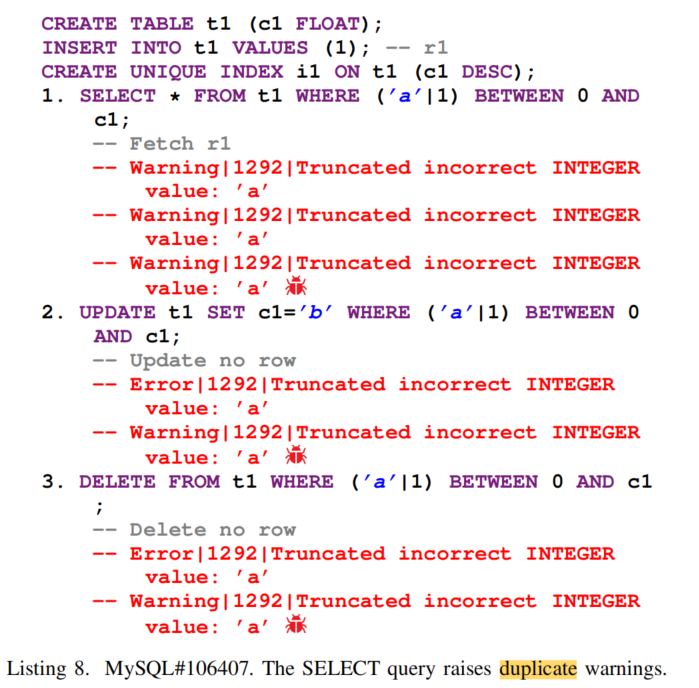 CREATE TABLE t1 (c1 FLOAT);
INSERT INTO t1 VALUES (1); -- r1
CREATE UNIQUE INDEX i1 ON t1 (c1 DESC);
1. SELECT * FROM t1 WHERE ('a'|1) BETWEEN 0 AND
c1;
-- Fetch r1
-- Warning|1292|Truncated incorrect INTEGER
value: 'a'
-- Warning|1292|Truncated incorrect INTEGER
value: 'a'
-- Warning|1292|Truncated incorrect INTEGER
value: 'a'
2. UPDATE t1 SET c1='b' WHERE ('a'|1) BETWEEN 0
AND c1;
-- Update no row
-- Error|1292|Truncated incorrect INTEGER
value: 'a'
-- Warning|1292|Truncated incorrect INTEGER
value: 'a'
3. DELETE FROM t1 WHERE ('a'|1) BETWEEN 0 AND c1
;
-- Delete no row
-- Error|1292|Truncated incorrect INTEGER
value: 'a'
-- Warning|1292|Truncated incorrect INTEGER
value: 'a'
Listing 8. MySQL#106407. The SELECT query raises duplicate warnings.